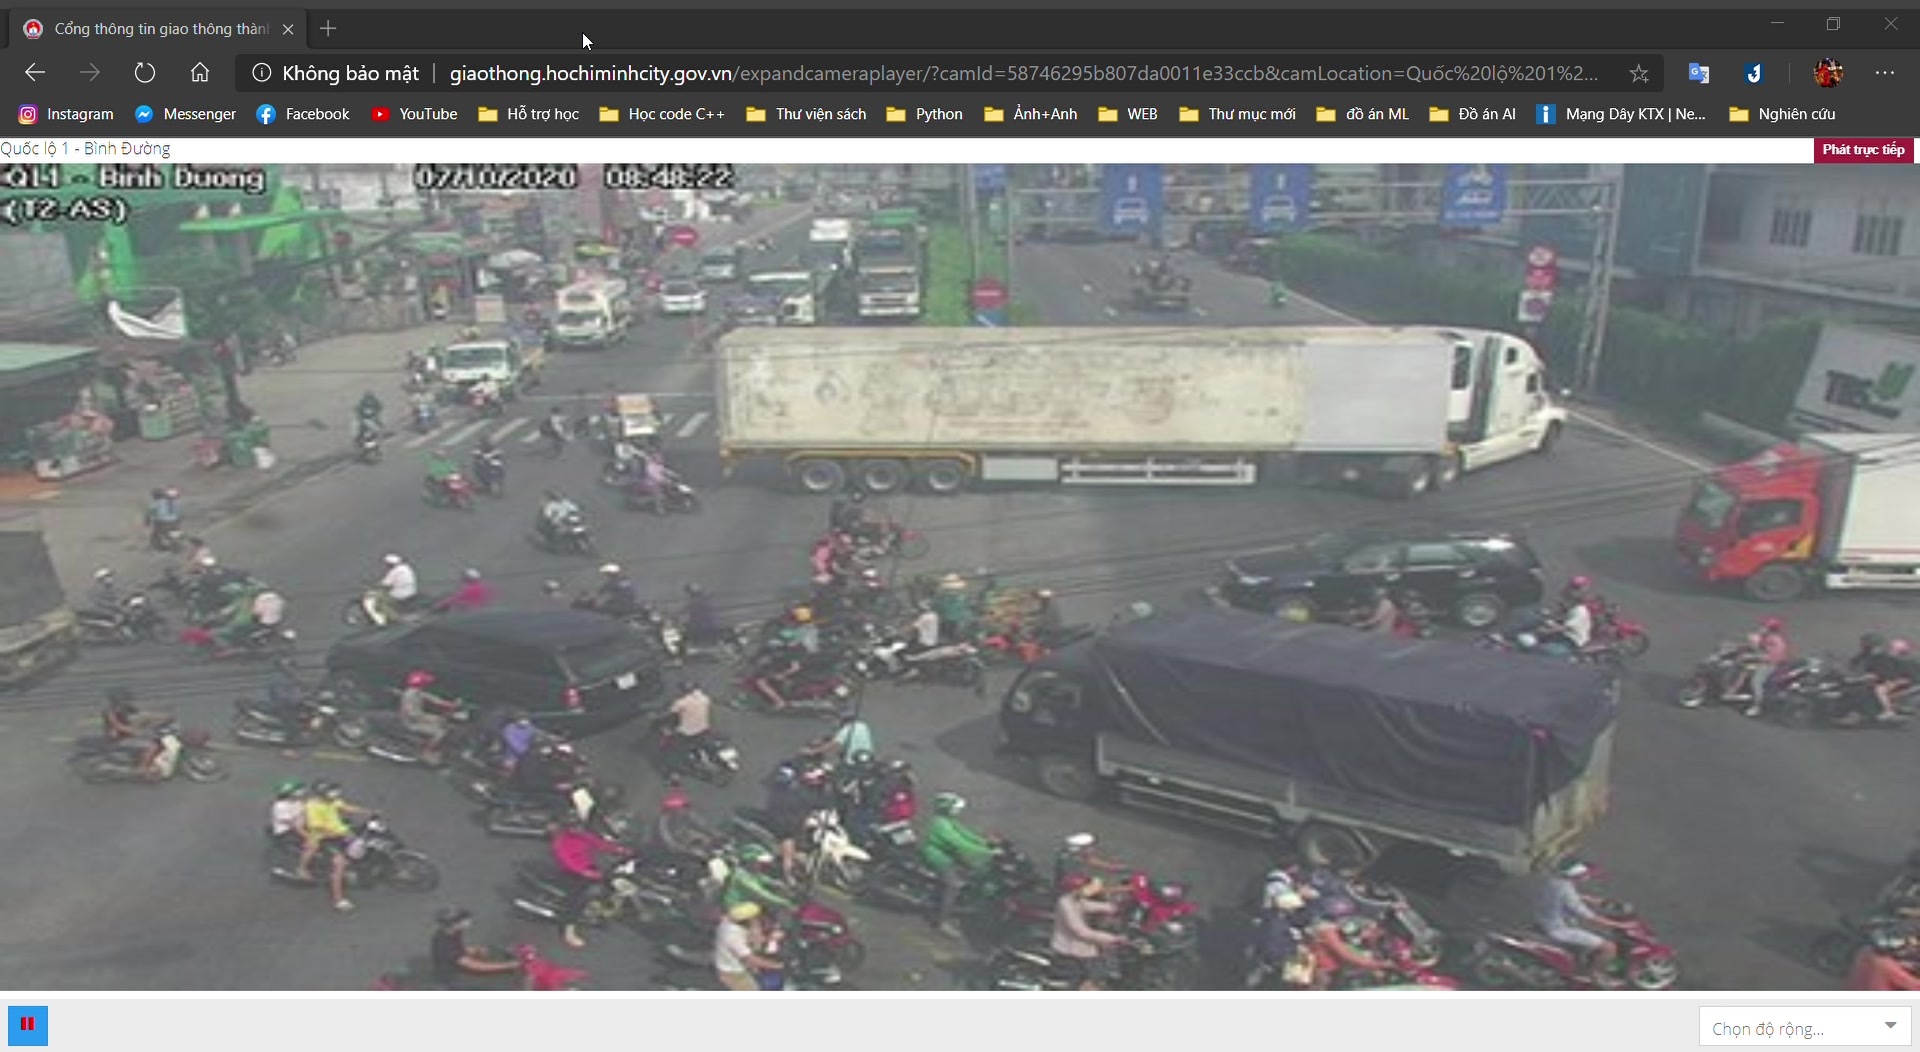 Cổng thông tin giao thông thành
Không bảo mật | giaothong.hochiminhcity.gov.vn/expandcameraplayer/?camId=58746295b807da0011e33ccb&camLocation=Quốc%20lộ%201%2...
Instagram Messenger Facebook YouTube Hỗ trợ học Học code C++ Thư viện sách Python Ảnh+Anh WEB Thư mục mới đồ án ML Đồ án AI Mạng Dây KTX | Ne... Nghiên cứu
Quốc lộ 1 - Bình Đường
Phát trực tiếp
QL1 - Binh Duong 07/10/2020 08:48:22
(T2-AS)
Chọn độ rộng...